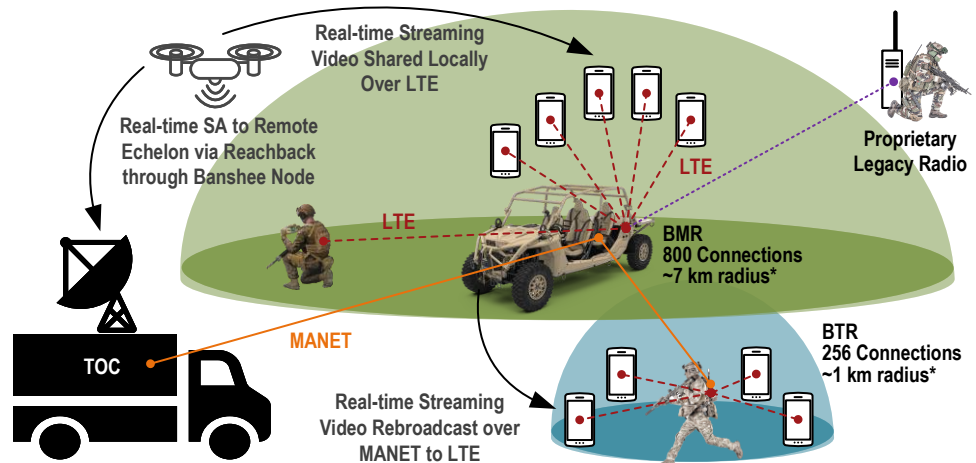 Real-time Streaming
Video Shared Locally
Over LTE
Real-time SA to Remote
Echelon via Reachback
through Banshee Node
Proprietary
Legacy Radio
LTE
LTE
BMR
800 Connections
~7 km radius*
MANET
TOC
BTR
256 Connections
~1 km radius*
Real-time Streaming
Video Rebroadcast over
MANET to LTE